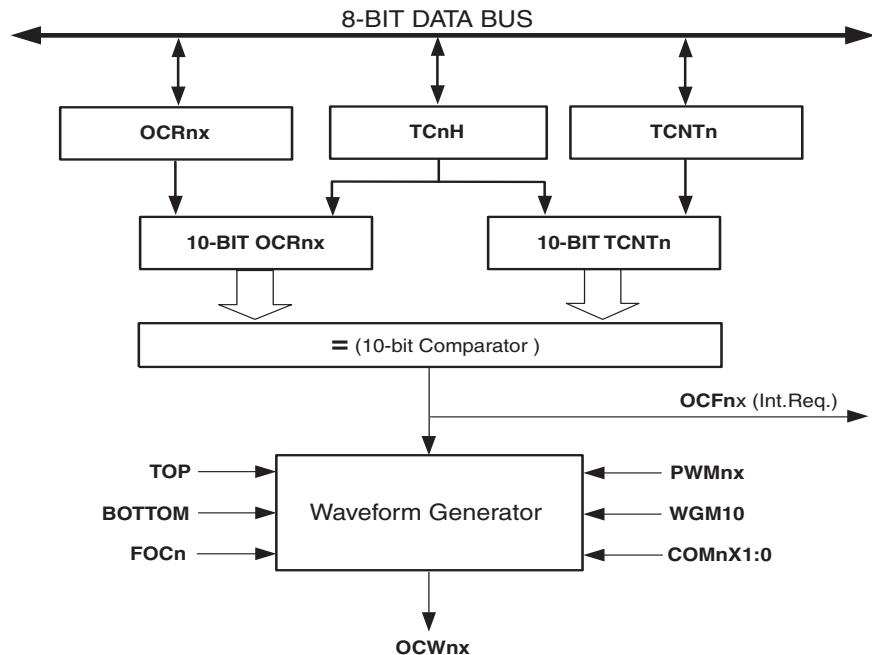 8-BIT DATA BUS
OCRnx
TCnH
TCNTn
10-BIT OCRnx
10-BIT TCNTn
= (10-bit Comparator )
OCFnx (Int.Req.)
TOP
BOTTOM
FOCn
Waveform Generator
PWMnx
WGM10
COMnX1:0
OCWnx